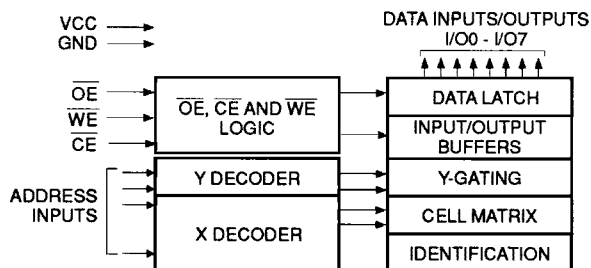 VCC
GND
DATA INPUTS/OUTPUTS
I/O0 - I/O7
OE
WE
CE
OE, CE AND WE
LOGIC
DATA LATCH
INPUT/OUTPUT
BUFFERS
ADDRESS
INPUTS
Y DECODER
Y-GATING
X DECODER
CELL MATRIX
IDENTIFICATION